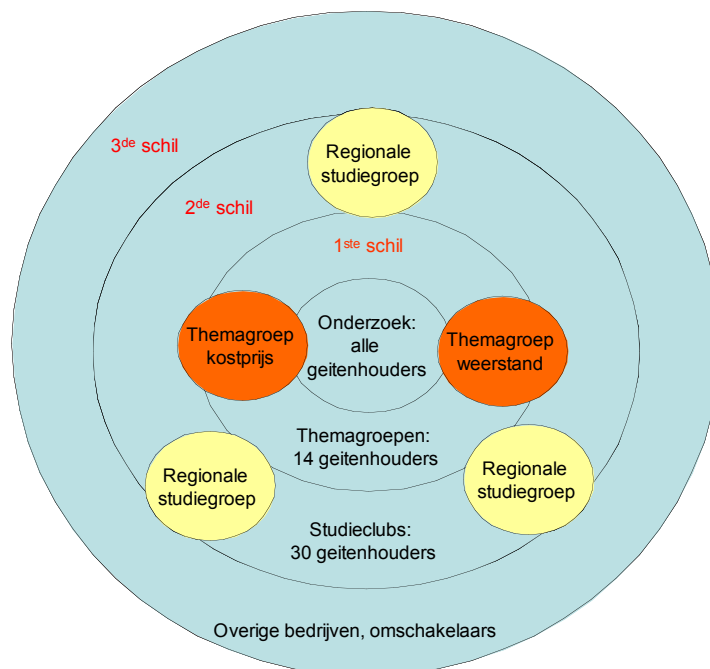 3de schil
Regionale
studiegroep
2de schil
1ste schil
Onderzoek:
alle
geitenhouders
Themagroep
kostprijs
Themagroep
weerstand
Themagroepen:
14 geitenhouders
Regionale
studiegroep
Regionale
studiegroep
Studieclubs:
30 geitenhouders
Overige bedrijven, omschakelaars